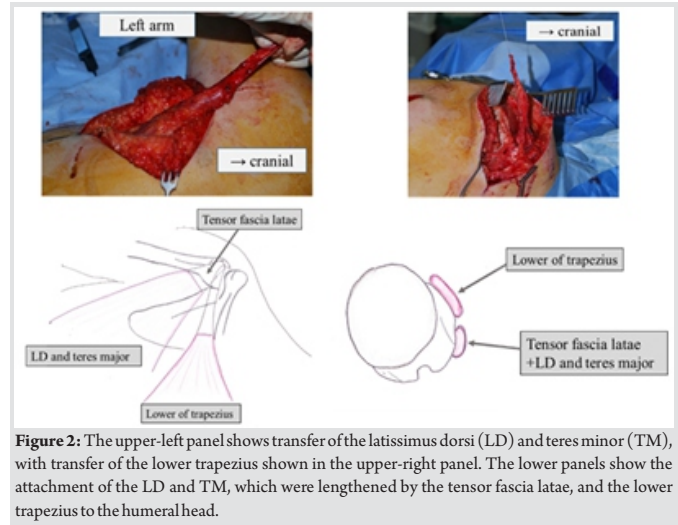 Left arm
→ cranial
→ cranial
Tensor fascia latae
LD and teres major
Lower of trapezius
Lower of trapezius
Tensor fascia latae
+LD and teres major
Figure 2: The upper-left panel shows transfer of the latissimus dorsi (LD) and teres minor (TM),
with transfer of the lower trapezius shown in the upper-right panel. The lower panels show the
attachment of the LD and TM, which were lengthened by the tensor fascia latae, and the lower
trapezius to the humeral head.